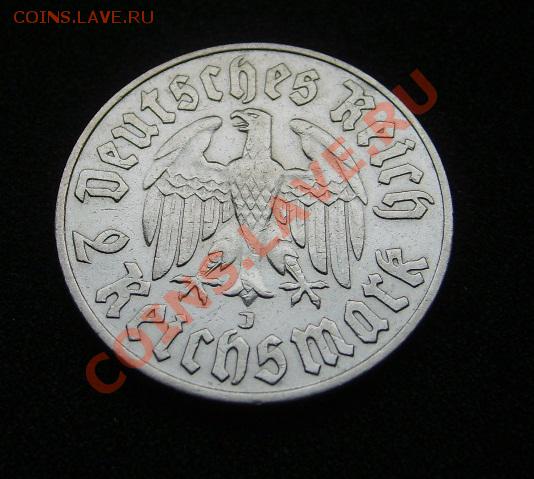 COINS.LAVE.RU
Deutsches Reich
2 Reichsmark
J
COINS.LAVE.RU